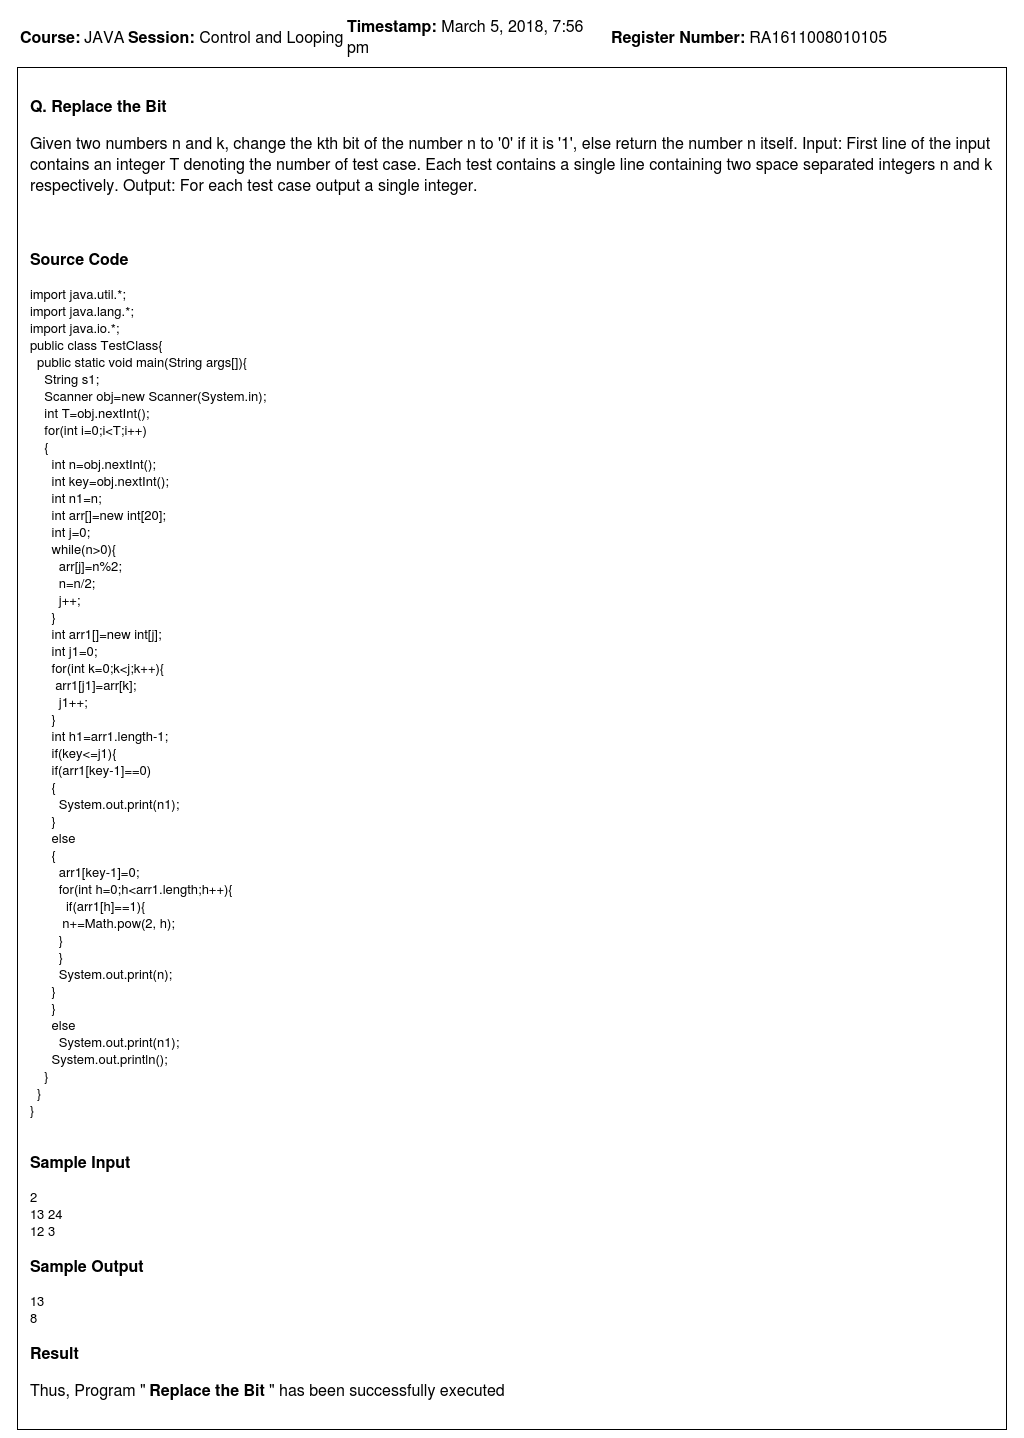 Course: JAVA Session: Control and Looping Timestamp: March 5, 2018, 7:56 pm Register Number: RA1611008010105
Q. Replace the Bit
Given two numbers n and k, change the kth bit of the number n to '0' if it is '1', else return the number n itself. Input: First line of the input
contains an integer T denoting the number of test case. Each test contains a single line containing two space separated integers n and k
respectively. Output: For each test case output a single integer.
Source Code
import java.util.*;
import java.lang.*;
import java.io.*;
public class TestClass{
public static void main(String args[]){
String s1;
Scanner obj=new Scanner(System.in);
int T=obj.nextInt();
for(int i=0;i<T;i++)
{
int n=obj.nextInt();
int key=obj.nextInt();
int n1=n;
int arr[]=new int[20];
int j=0;
while(n>0){
arr[j]=n%2;
n=n/2;
j++;
}
int arr1[]=new int[j];
int j1=0;
for(int k=0;k<j;k++){
arr1[j1]=arr[k];
j1++;
}
int h1=arr1.length-1;
if(key<=j1){
if(arr1[key-1]==0)
{
System.out.print(n1);
}
else
{
arr1[key-1]=0;
for(int h=0;h<arr1.length;h++){
if(arr1[h]==1){
n+=Math.pow(2, h);
}
}
System.out.print(n);
}
}
else
System.out.print(n1);
System.out.println();
}
}
}
Sample Input
2
13 24
12 3
Sample Output
13
8
Result
Thus, Program " Replace the Bit " has been successfully executed